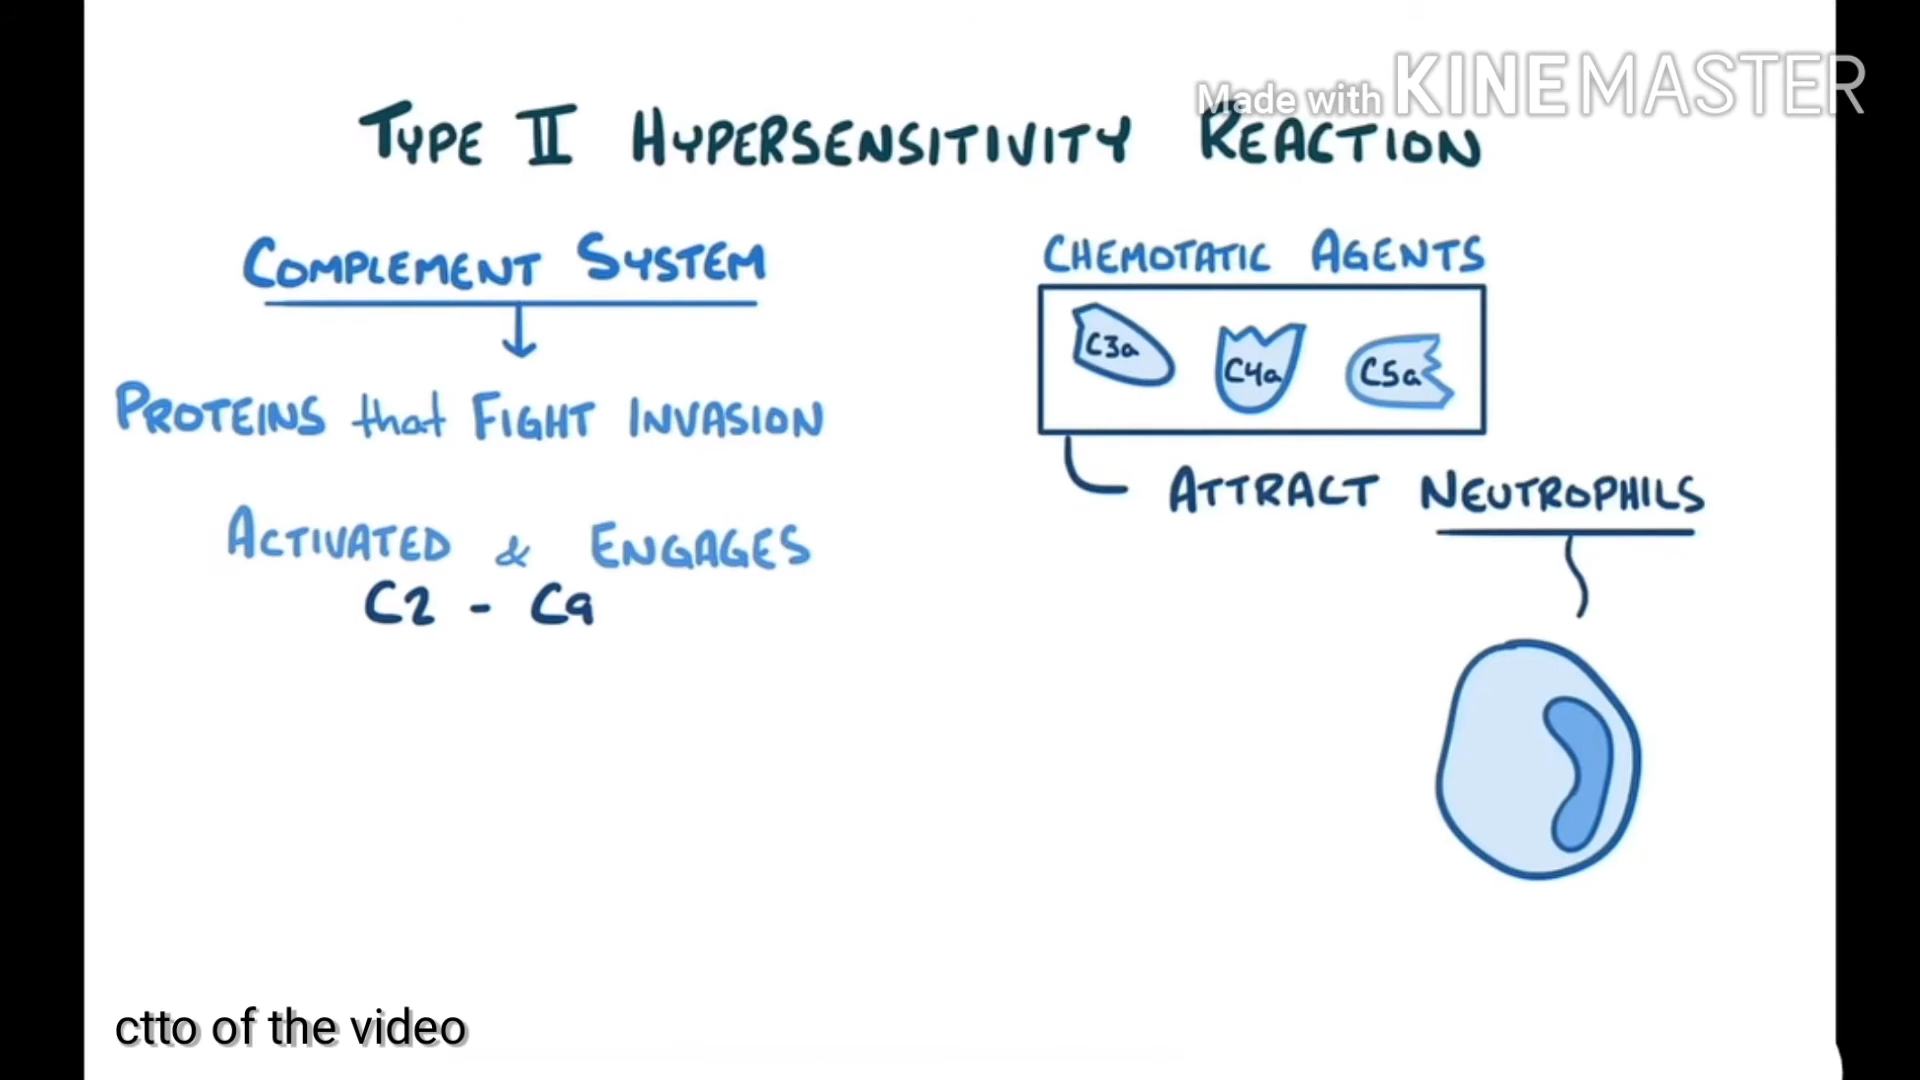 Made with KINEMASTER
TYPE II HYPERSENSITIVITY REACTION
COMPLEMENT SYSTEM
PROTEINS that FIGHT INVASION
ACTIVATED & ENGAGES
C2 - C9
CHEMOTATIC AGENTS
C3a C4a C5a
ATTRACT NEUTROPHILS
ctto of the video